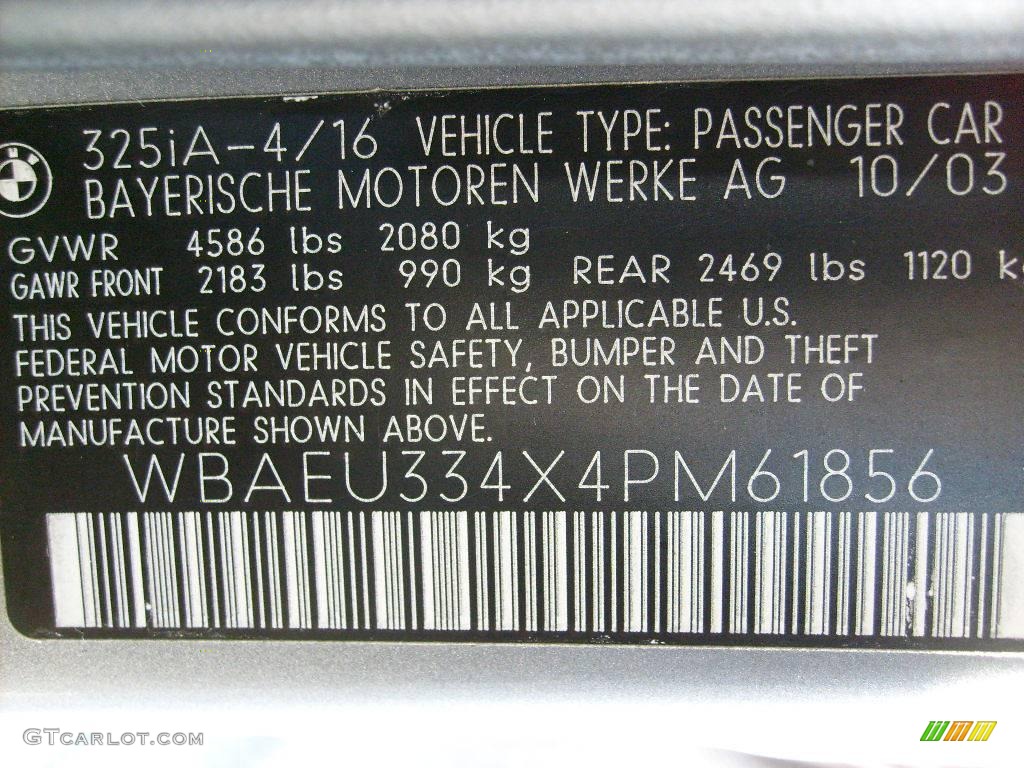 325iA-4/16 VEHICLE TYPE: PASSENGER CAR
BAYERISCHE MOTOREN WERKE AG 10/03
GVWR 4586 lbs 2080 kg
GAWR FRONT 2183 lbs 990 kg REAR 2469 lbs 1120 kg
THIS VEHICLE CONFORMS TO ALL APPLICABLE U.S.
FEDERAL MOTOR VEHICLE SAFETY, BUMPER AND THEFT
PREVENTION STANDARDS IN EFFECT ON THE DATE OF
MANUFACTURE SHOWN ABOVE.
WBAEU334X4PM61856
GTCARLOT.COM